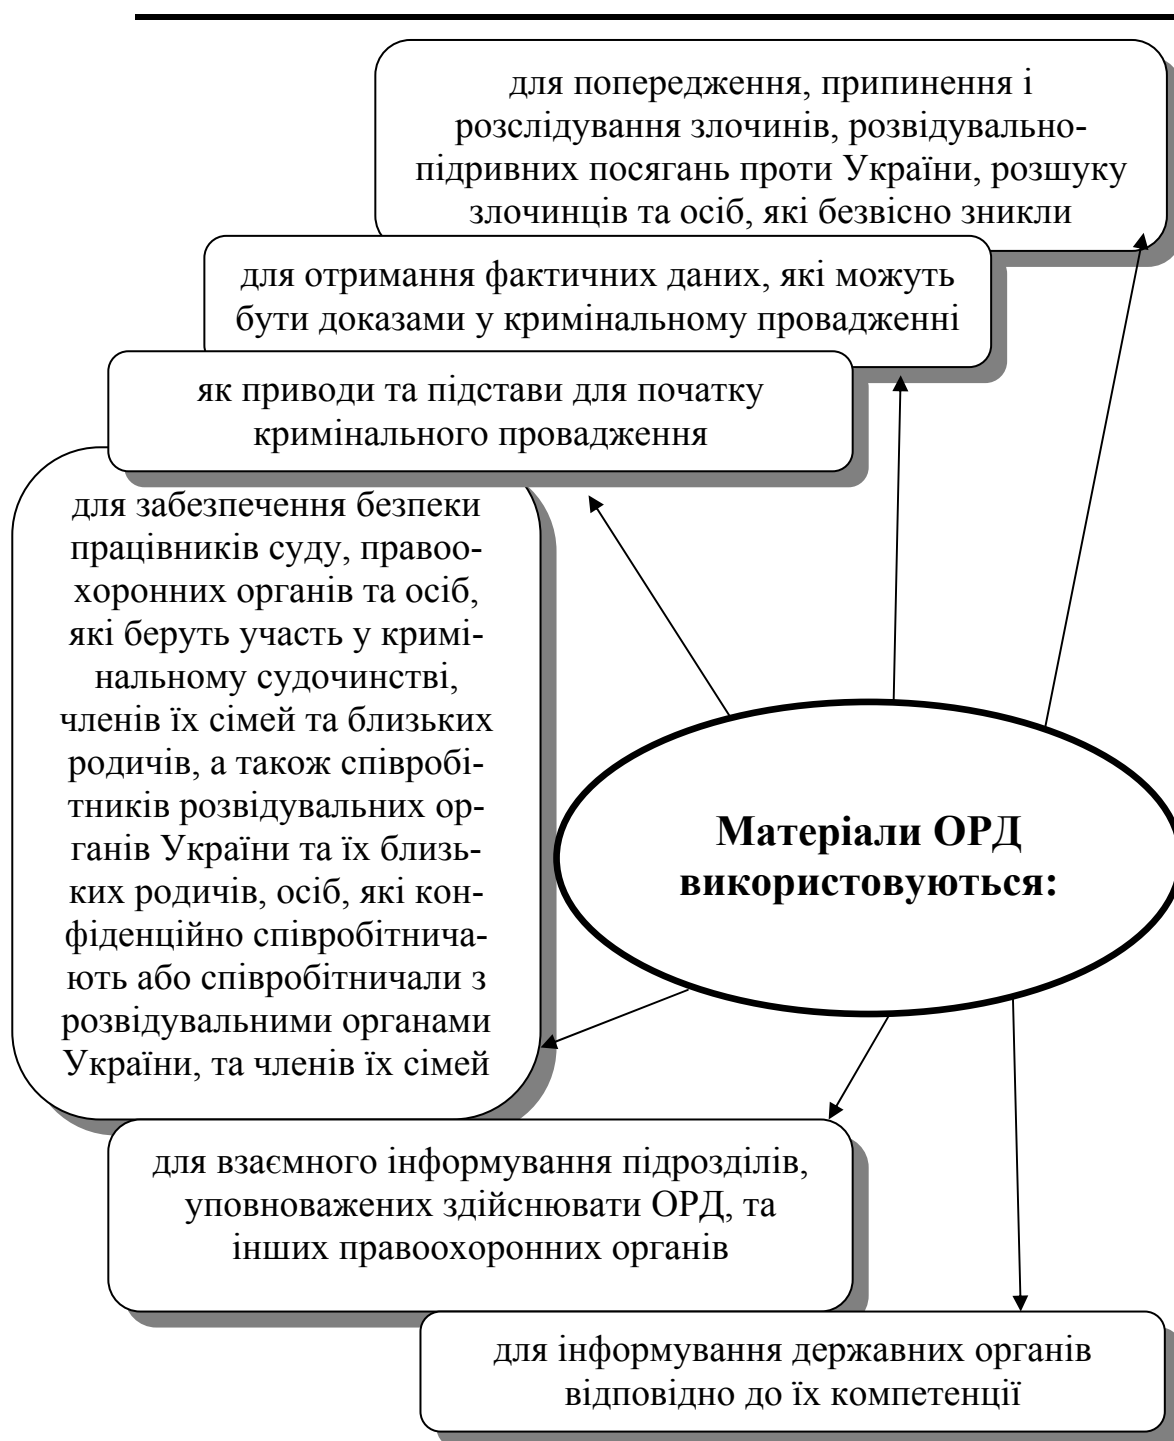 для попередження, припинення і
розслідування злочинів, розвідувально-
підривних посягань проти України, розшуку
злочинців та осіб, які безвісно зникли
для отримання фактичних даних, які можуть
бути доказами у кримінальному провадженні
як приводи та підстави для початку
кримінального провадження
для забезпечення безпеки
працівників суду, правоо-
хоронних органів та осіб,
які беруть участь у кримі-
нальному судочинстві,
членів їх сімей та близьких
родичів, а також співробі-
тників розвідувальних ор-
ганів України та їх близь-
ких родичів, осіб, які кон-
фіденційно співробітнича-
ють або співробітничали з
розвідувальними органами
України, та членів їх сімей
Матеріали ОРД
використовуються:
для взаємного інформування підрозділів,
уповноважених здійснювати ОРД, та
інших правоохоронних органів
для інформування державних органів
відповідно до їх компетенції